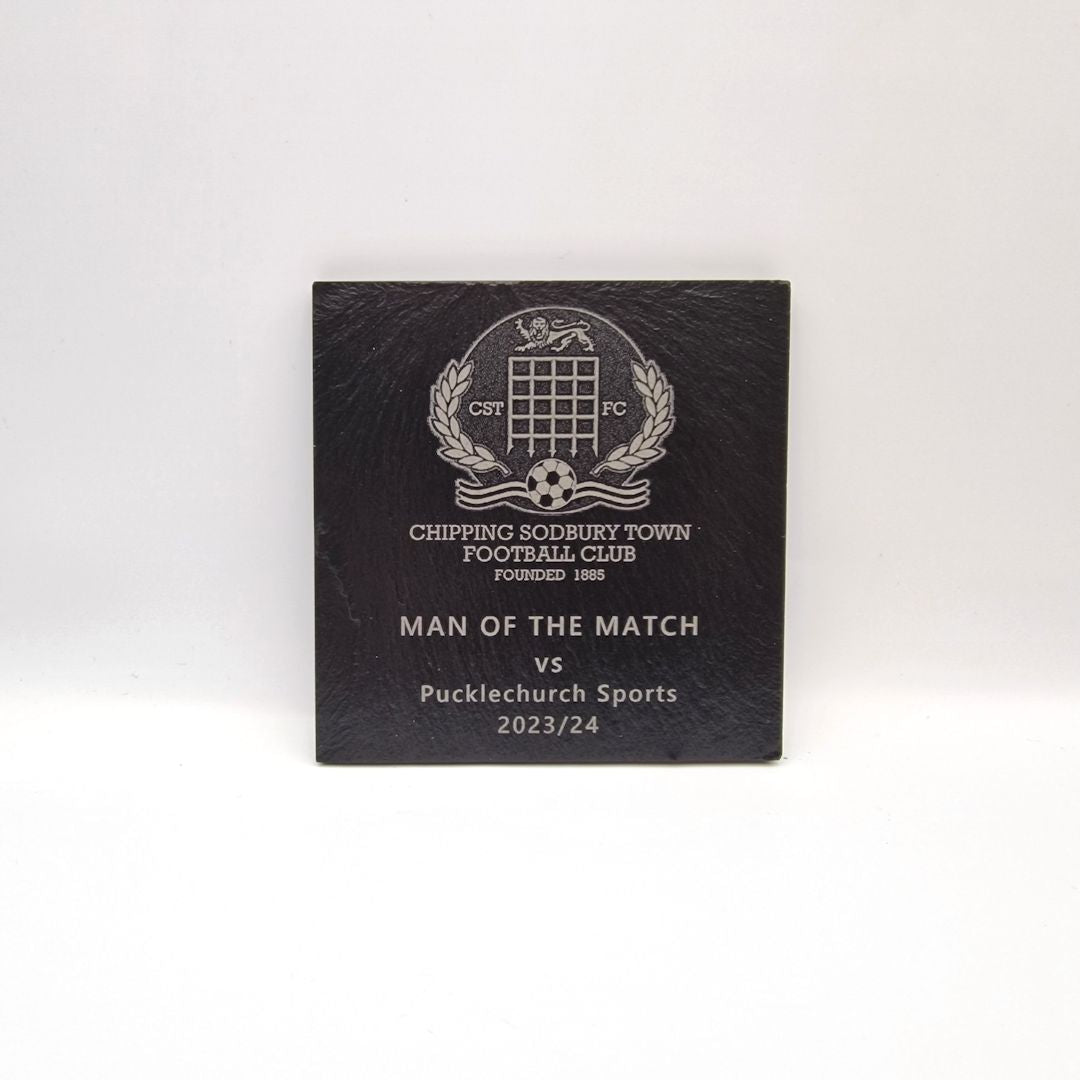 CST FC
CHIPPING SODBURY TOWN
FOOTBALL CLUB
FOUNDED 1885
MAN OF THE MATCH
vs
Pucklechurch Sports
2023/24